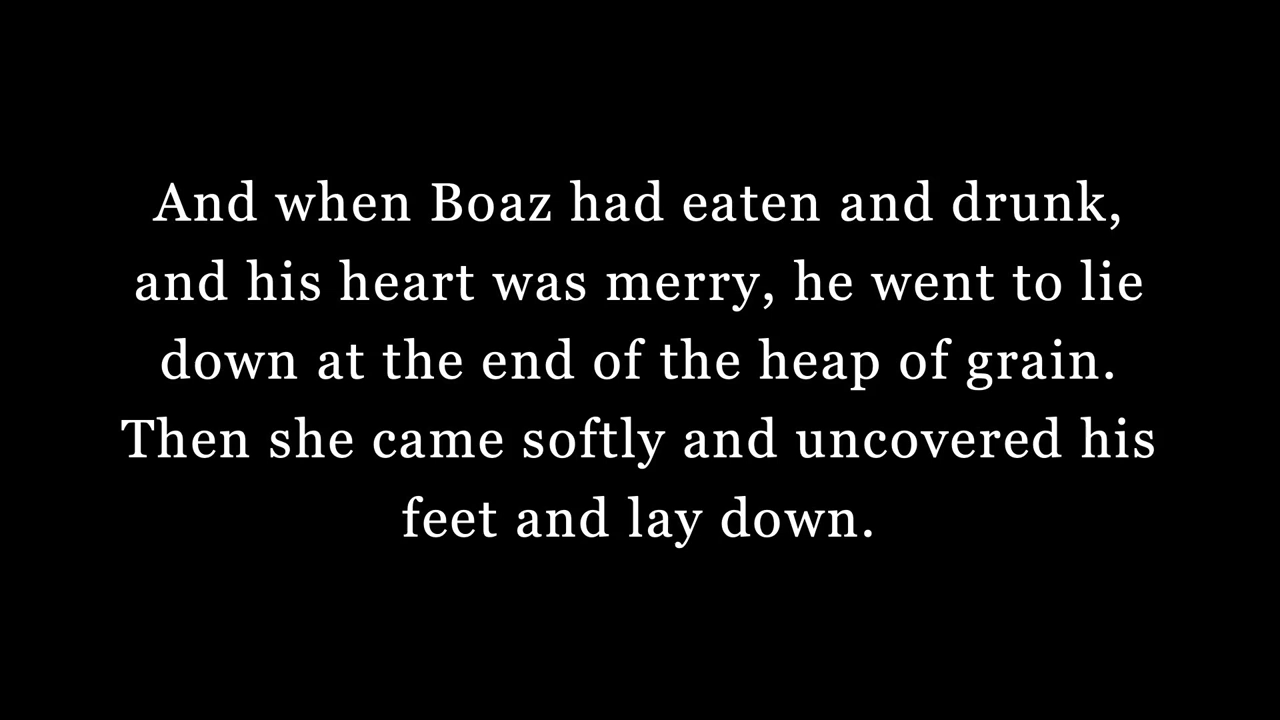 And when Boaz had eaten and drunk,
and his heart was merry, he went to lie
down at the end of the heap of grain.
Then she came softly and uncovered his
feet and lay down.